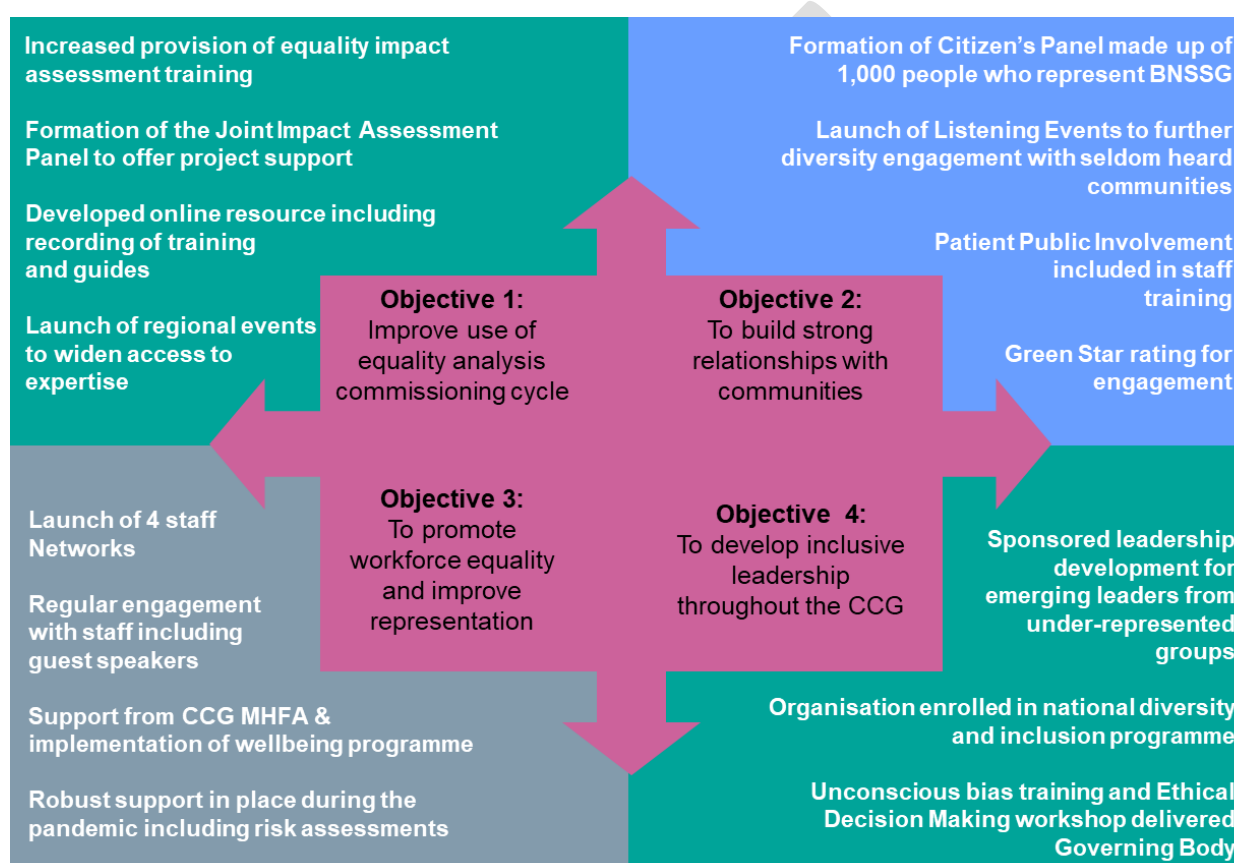 Increased provision of equality impact
assessment training
Formation of the Joint Impact Assessment
Panel to offer project support
Developed online resource including
recording of training
and guides
Launch of regional events
to widen access to
expertise
Formation of Citizen's Panel made up of
1,000 people who represent BNSSG
Launch of Listening Events to further
diversity engagement with seldom heard
communities
Patient Public Involvement
included in staff
training
Green Star rating for
engagement
Objective 1:
Improve use of
equality analysis
commissioning cycle
Objective 2:
To build strong
relationships with
communities
Objective 3:
To promote
workforce equality
and improve
representation
Objective 4:
To develop inclusive
leadership
throughout the CCG
Launch of 4 staff
Networks
Regular engagement
with staff including
guest speakers
Support from CCG MHFA &
implementation of wellbeing programme
Robust support in place during the
pandemic including risk assessments
Sponsored leadership
development for
emerging leaders from
under-represented
groups
Organisation enrolled in national diversity
and inclusion programme
Unconscious bias training and Ethical
Decision Making workshop delivered
Governing Body